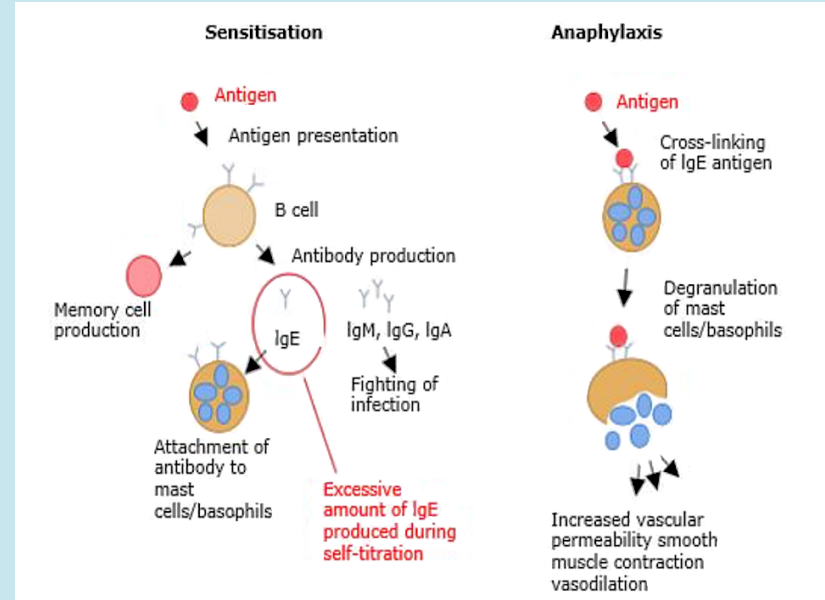 Sensitisation
Antigen
Antigen presentation
B cell
Antibody production
Memory cell
production
IgE
IgM, IgG, IgA
Fighting of
infection
Attachment of
antibody to
mast
cells/basophils
Excessive
amount of IgE
produced during
self-titration
Anaphylaxis
Antigen
Cross-linking
of IgE antigen
Degranulation
of mast
cells/basophils
Increased vascular
permeability smooth
muscle contraction
vasodilation